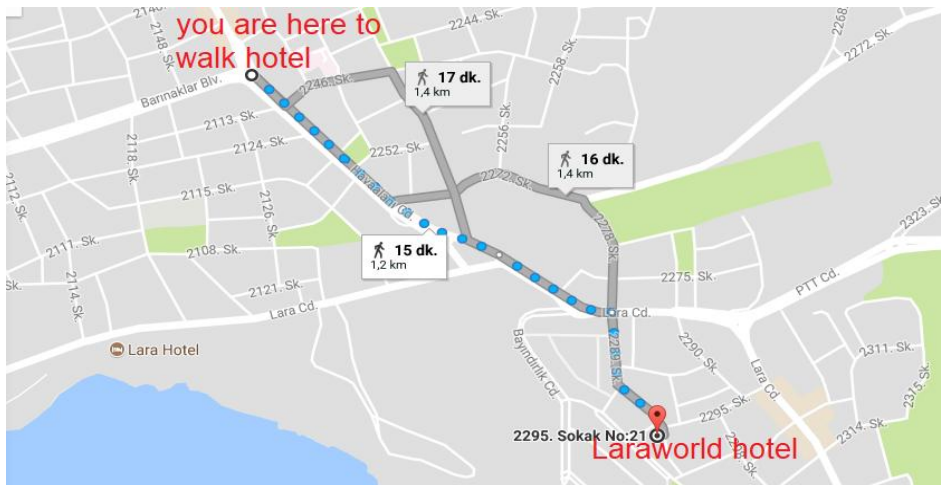 you are here to
walk hotel
2148. Sk.
2244. Sk.
2268.
2272. Sk.
2258. Sk.
17 dk.
1,4 km
2246. Sk.
Barınaklar Blv.
2113. Sk.
2118. Sk.
2124. Sk.
2252. Sk.
2256. Sk.
16 dk.
1,4 km
2272. Sk.
2112. Sk.
2115. Sk.
2126. Sk.
Havaalanı Cd.
2278. Sk.
2323. Sk.
2117. Sk.
2108. Sk
15 dk.
1,2 km
2275. Sk.
PTT Cd.
2114. Sk.
2121. Sk.
Lara Cd.
Lara Cd.
Lara Hotel
Bayındırlık Cd.
2289. Sk.
2290. Sk.
Lara Cd.
2311. Sk.
2315. Sk.
2295. Sk.
2314. Sk.
2295. Sokak No:21
Laraworld hotel